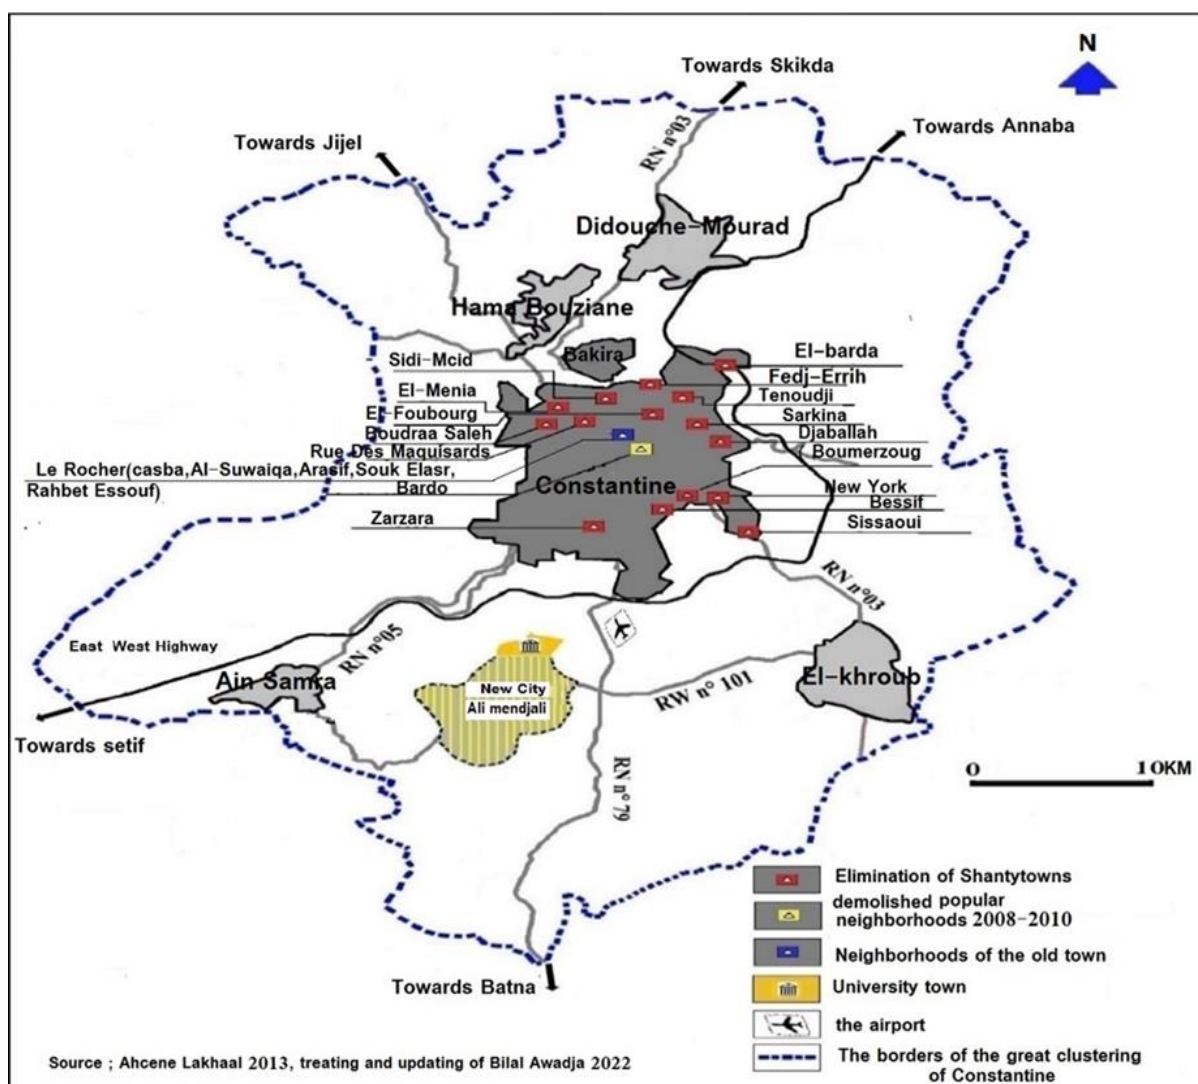 N
Towards Skikda
Towards Annaba
RN n°03
Towards Jijel
Didouche-Mourad
Hama Bouziane
Bakira
Sidi-Mcid
El-barda
Fedj-Errih
El-Menia
Tenoudji
El-Foubourg
Sarkina
Boudraa Saleh
Djaballah
Rue Des Maquisards
Boumerzoug
Le Rocher(casba,Al-Suwaiqa,Arasif,Souk Elasr,
Rahbet Essouf)
Bardo
Constantine
New York
Bessif
Zarzara
Sissaoui
RN n°03
East West Highway
RN n°05
Ain Samra
New City
Ali mendjali
RW n° 101
El-khroub
Towards setif
RN n° 79
0 10KM
Elimination of Shantytowns
demolished popular
neighborhoods 2008-2010
Neighborhoods of the old town
University town
the airport
The borders of the great clustering
of Constantine
Towards Batna
Source ; Ahcene Lakhaal 2013, treating and updating of Bilal Awadja 2022